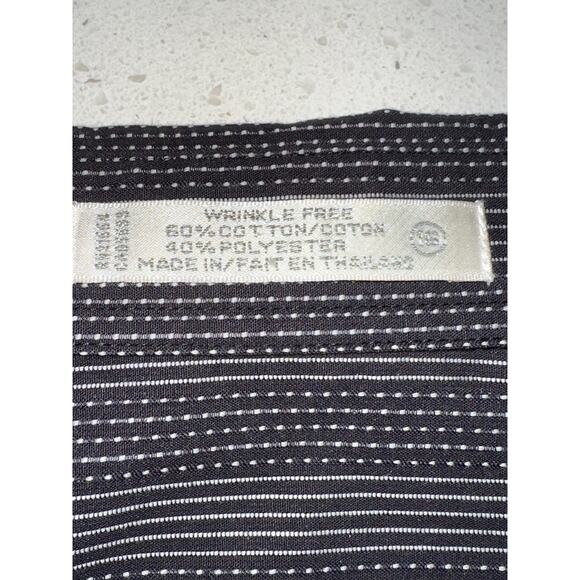 WRINKLE FREE
60% COTTON/COTON
40% POLYESTER
MADE IN/FAIT EN THAILAND